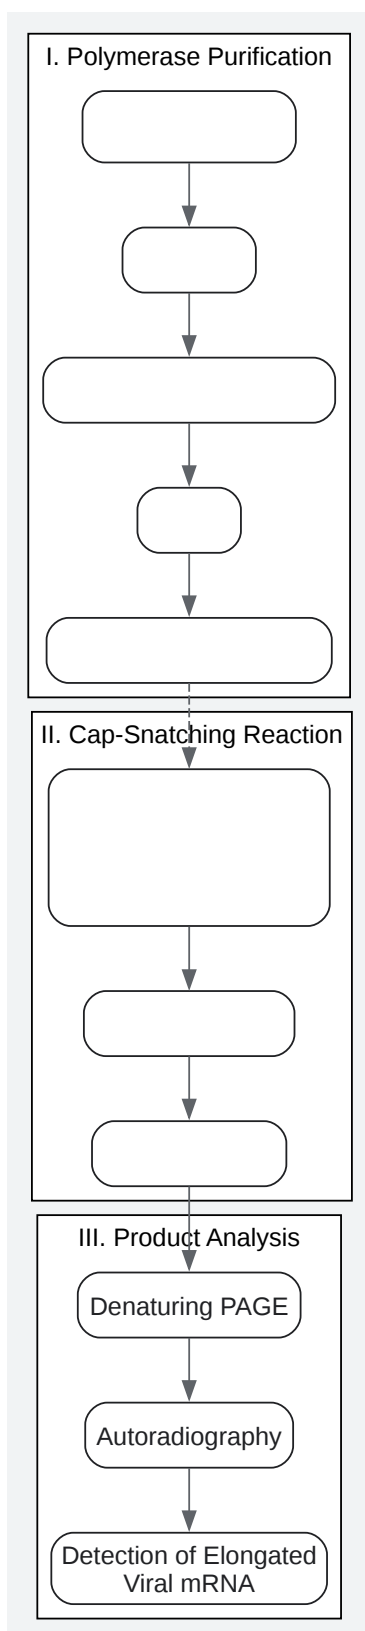 I. Polymerase Purification
II. Cap-Snatching Reaction
III. Product Analysis
Denaturing PAGE
Autoradiography
Detection of Elongated
Viral mRNA